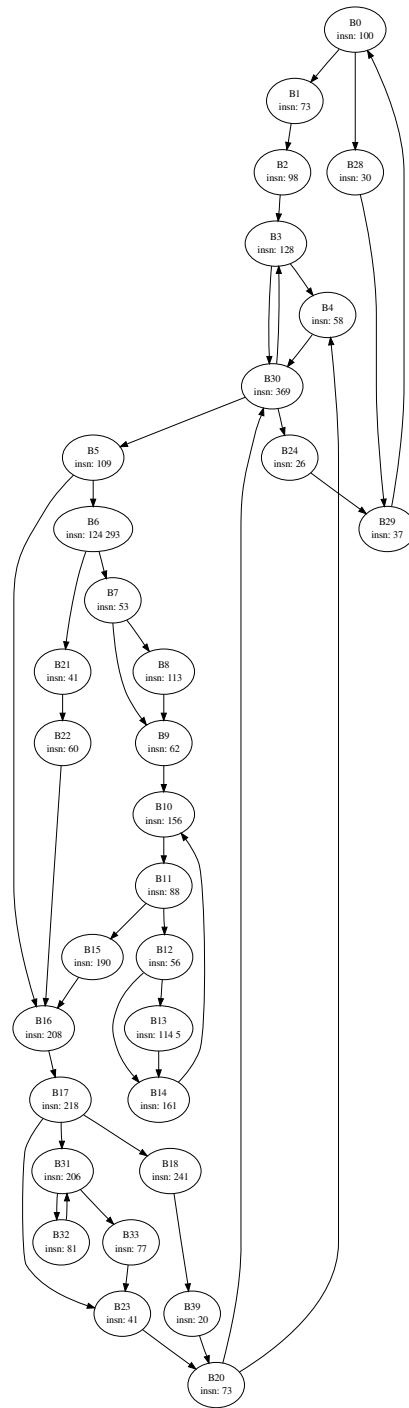 B0
insn: 100
B1
insn: 73
B2
insn: 98
B28
insn: 30
B3
insn: 128
B4
insn: 58
B30
insn: 369
B5
insn: 109
B24
insn: 26
B6
insn: 124 293
B29
insn: 37
B7
insn: 53
B21
insn: 41
B8
insn: 113
B22
insn: 60
B9
insn: 62
B10
insn: 156
B11
insn: 88
B15
insn: 190
B12
insn: 56
B16
insn: 208
B13
insn: 114 5
B17
insn: 218
B14
insn: 161
B31
insn: 206
B18
insn: 241
B32
insn: 81
B33
insn: 77
B23
insn: 41
B39
insn: 20
B20
insn: 73